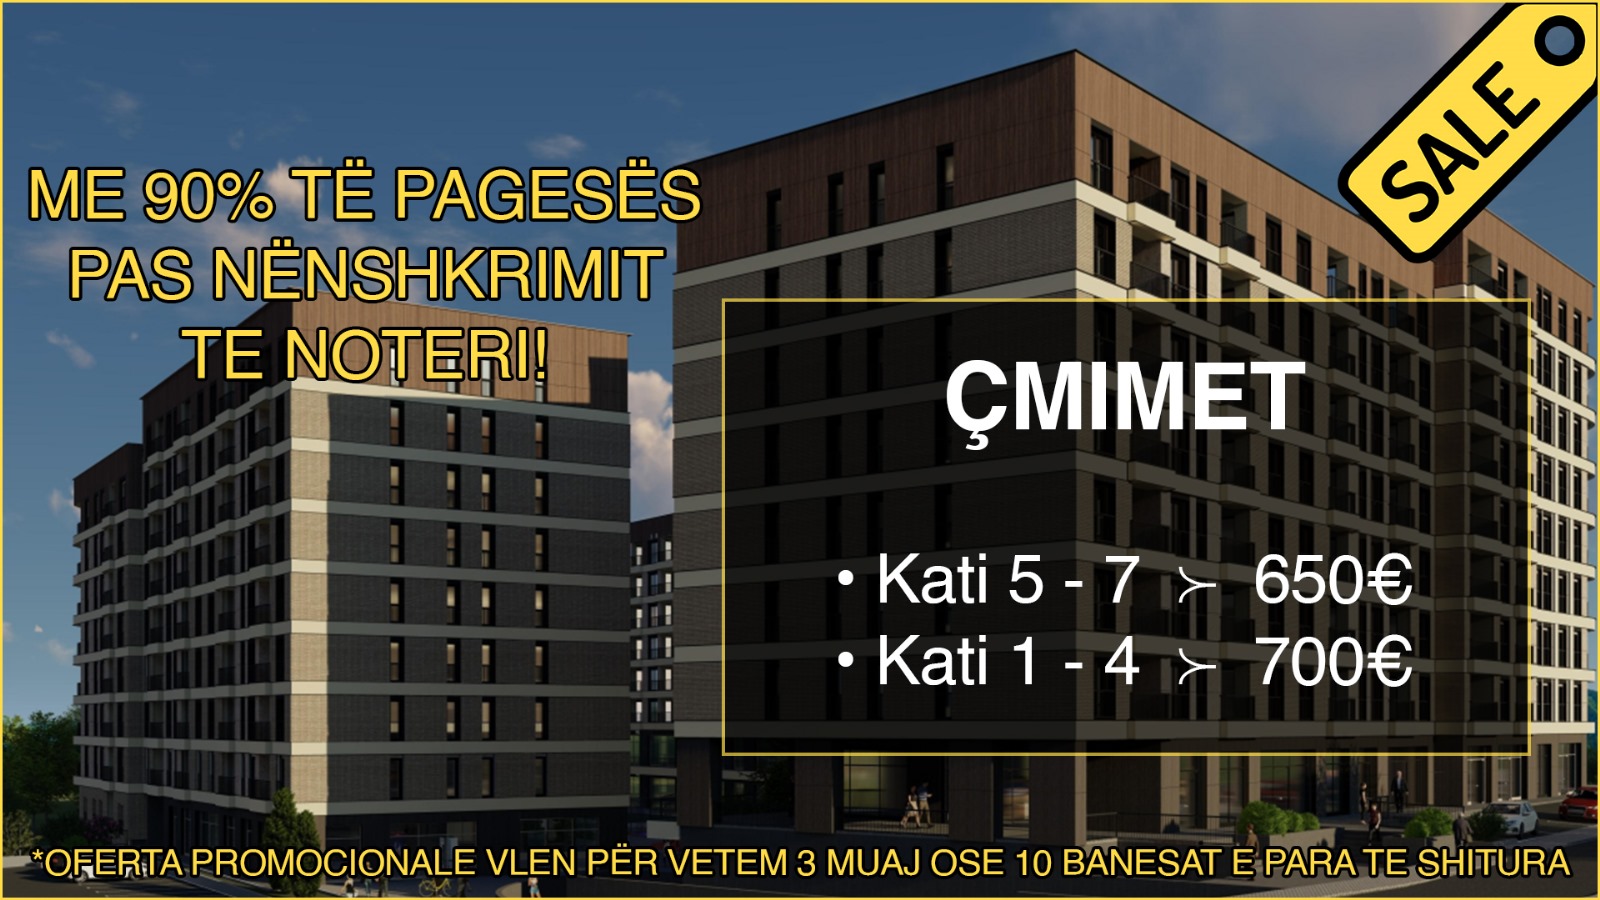 SALE
ME 90% TË PAGESËS
PAS NËNSHKRIMIT
TE NOTERI!
ÇMIMET
• Kati 5 - 7 ≻ 650€
• Kati 1 - 4 ≻ 700€
*OFERTA PROMOCIONALE VLEN PËR VETEM 3 MUAJ OSE 10 BANESAT E PARA TE SHITURA